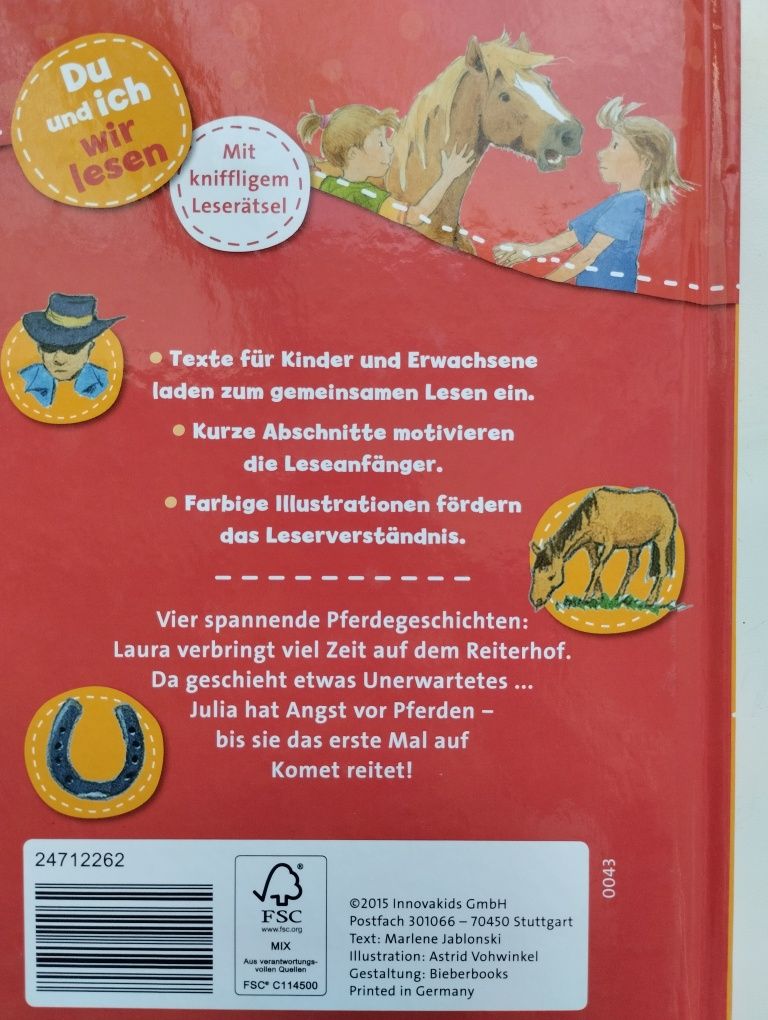 Du
und ich
wir
lesen
Mit
kniffligem
Leserätsel
• Texte für Kinder und Erwachsene
laden zum gemeinsamen Lesen ein.
• Kurze Abschnitte motivieren
die Leseanfänger.
• Farbige Illustrationen fördern
das Leserverständnis.
Vier spannende Pferdegeschichten:
Laura verbringt viel Zeit auf dem Reiterhof.
Da geschieht etwas Unerwartetes ...
Julia hat Angst vor Pferden –
bis sie das erste Mal auf
Komet reitet!
24712262
®
FSC
www.fsc.org
MIX
Aus verantwortungs-
vollen Quellen
FSC® C114500
©2015 Innovakids GmbH
Postfach 301066 – 70450 Stuttgart
Text: Marlene Jablonski
Illustration: Astrid Vohwinkel
Gestaltung: Bieberbooks
Printed in Germany
0043